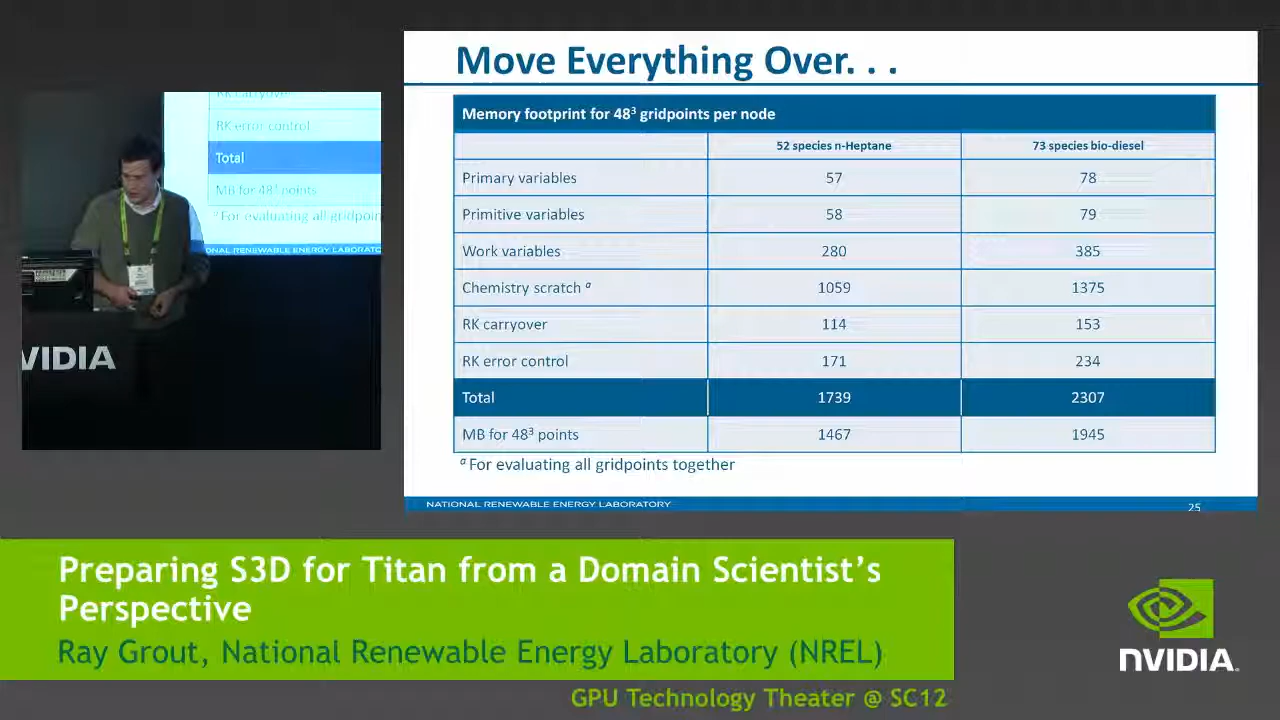 RK carryover
RK error control
Total
MB for 48³ points
ᵃ For evaluating all gridpoin
NATIONAL RENEWABLE ENERGY LABORATO
VIDIA
Move Everything Over. . .
Memory footprint for 48³ gridpoints per node
52 species n-Heptane 73 species bio-diesel
Primary variables 57 78
Primitive variables 58 79
Work variables 280 385
Chemistry scratch ᵃ 1059 1375
RK carryover 114 153
RK error control 171 234
Total 1739 2307
MB for 48³ points 1467 1945
ᵃ For evaluating all gridpoints together
NATIONAL RENEWABLE ENERGY LABORATORY 25
Preparing S3D for Titan from a Domain Scientist's
Perspective
Ray Grout, National Renewable Energy Laboratory (NREL)
NVIDIA.
GPU Technology Theater @ SC12